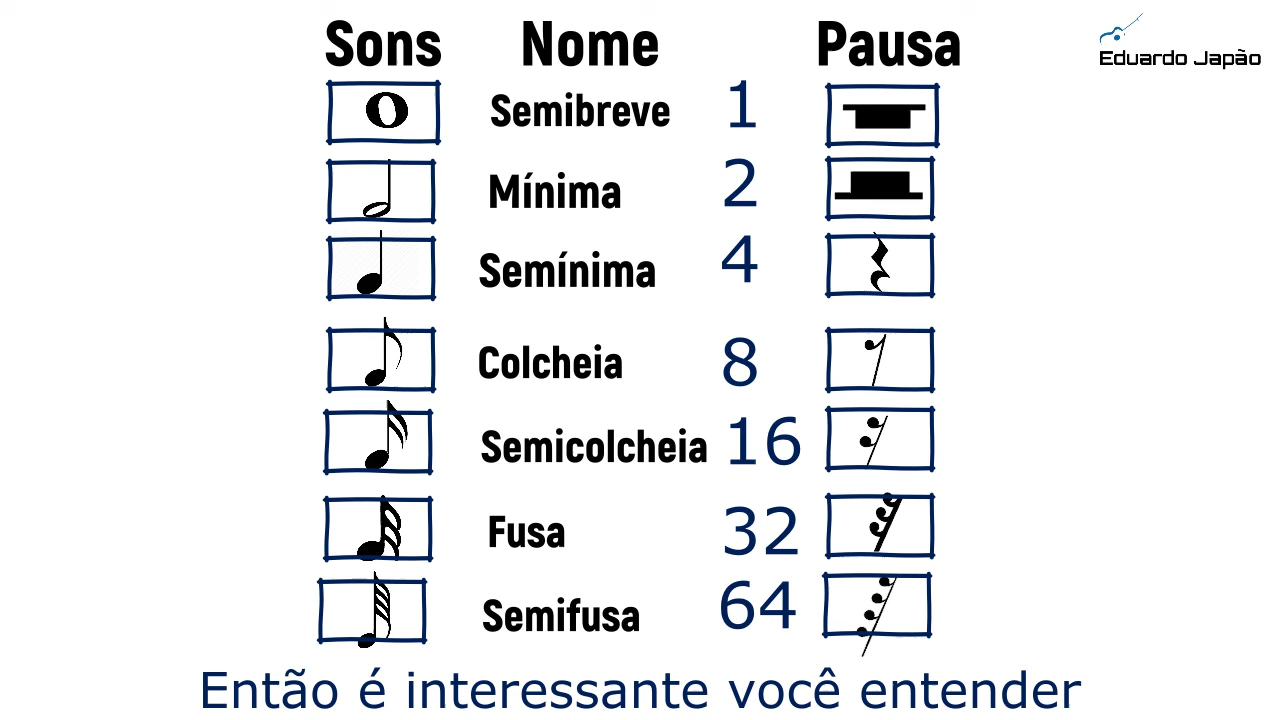 Sons Nome Pausa
Eduardo Japão
Semibreve 1
Mínima 2
Semínima 4
Colcheia 8
Semicolcheia 16
Fusa 32
Semifusa 64
Então é interessante você entender